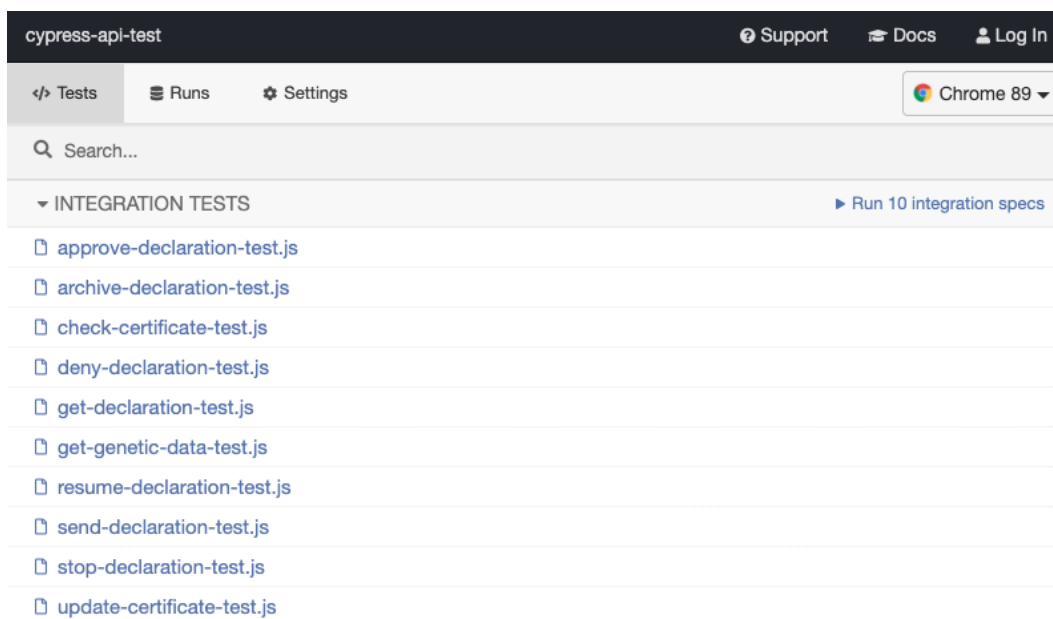 cypress-api-test Support Docs Log In
</> Tests Runs Settings Chrome 89
Search...
INTEGRATION TESTS Run 10 integration specs
approve-declaration-test.js
archive-declaration-test.js
check-certificate-test.js
deny-declaration-test.js
get-declaration-test.js
get-genetic-data-test.js
resume-declaration-test.js
send-declaration-test.js
stop-declaration-test.js
update-certificate-test.js